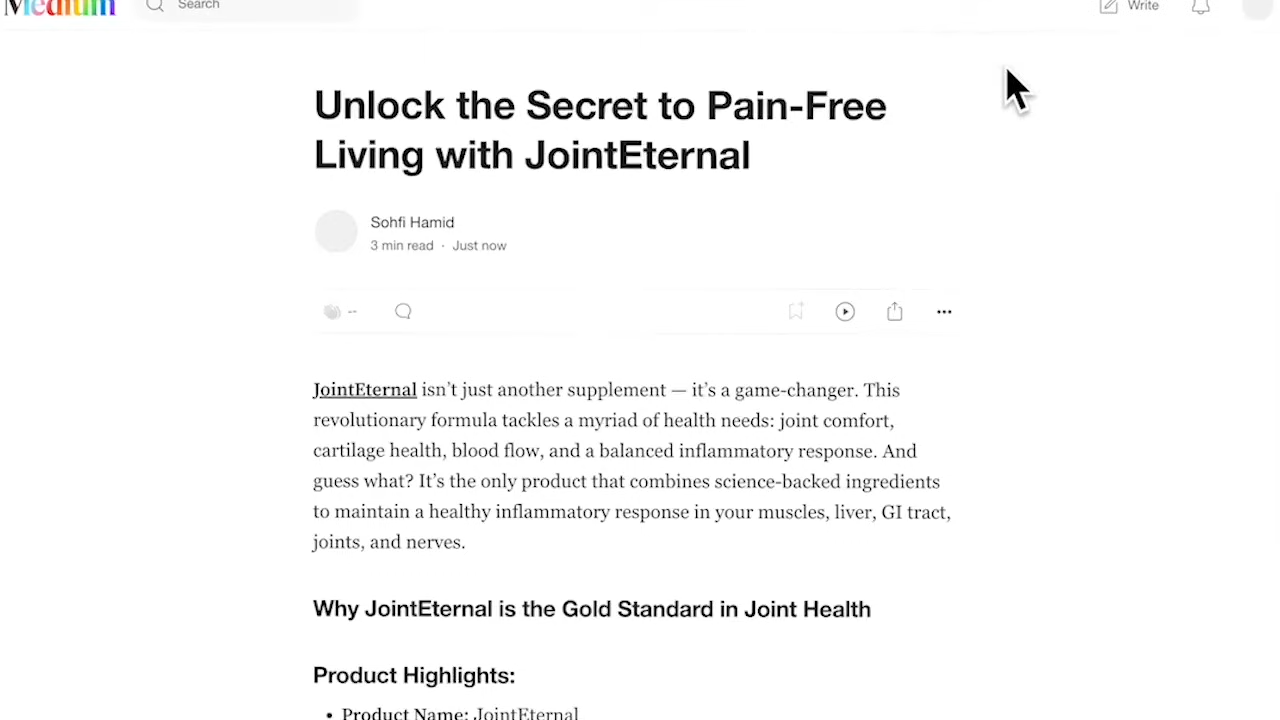 Medium
Search
Write
Unlock the Secret to Pain-Free
Living with JointEternal
Sohfi Hamid
3 min read · Just now
--
JointEternal isn't just another supplement — it's a game-changer. This
revolutionary formula tackles a myriad of health needs: joint comfort,
cartilage health, blood flow, and a balanced inflammatory response. And
guess what? It's the only product that combines science-backed ingredients
to maintain a healthy inflammatory response in your muscles, liver, GI tract,
joints, and nerves.
Why JointEternal is the Gold Standard in Joint Health
Product Highlights:
• Product Name: JointEternal